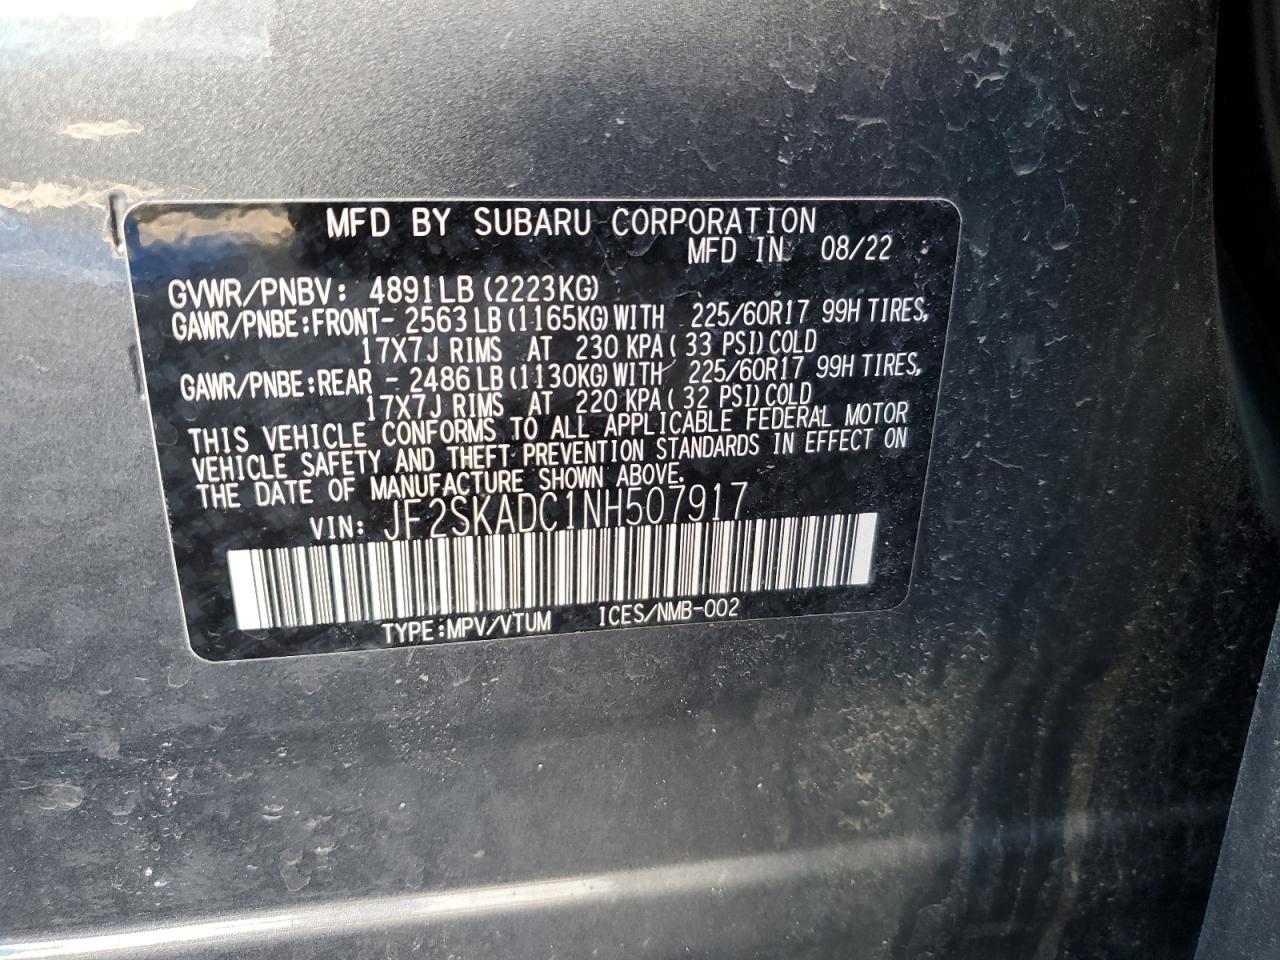 MFD BY SUBARU CORPORATION
MFD IN 08/22
GVWR/PNBV: 4891LB (2223KG)
GAWR/PNBE:FRONT- 2563 LB(1165KG) WITH 225/60R17 99H TIRES,
17X7J RIMS AT 230 KPA( 33 PSI) COLD
GAWR/PNBE:REAR - 2486 LB(1130KG) WITH 225/60R17 99H TIRES,
17X7J RIMS AT 220 KPA( 32 PSI) COLD
THIS VEHICLE CONFORMS TO ALL APPLICABLE FEDERAL MOTOR
VEHICLE SAFETY AND THEFT PREVENTION STANDARDS IN EFFECT ON
THE DATE OF MANUFACTURE SHOWN ABOVE.
VIN: JF2SKADC1NH507917
TYPE:MPV/VTUM ICES/NMB-002